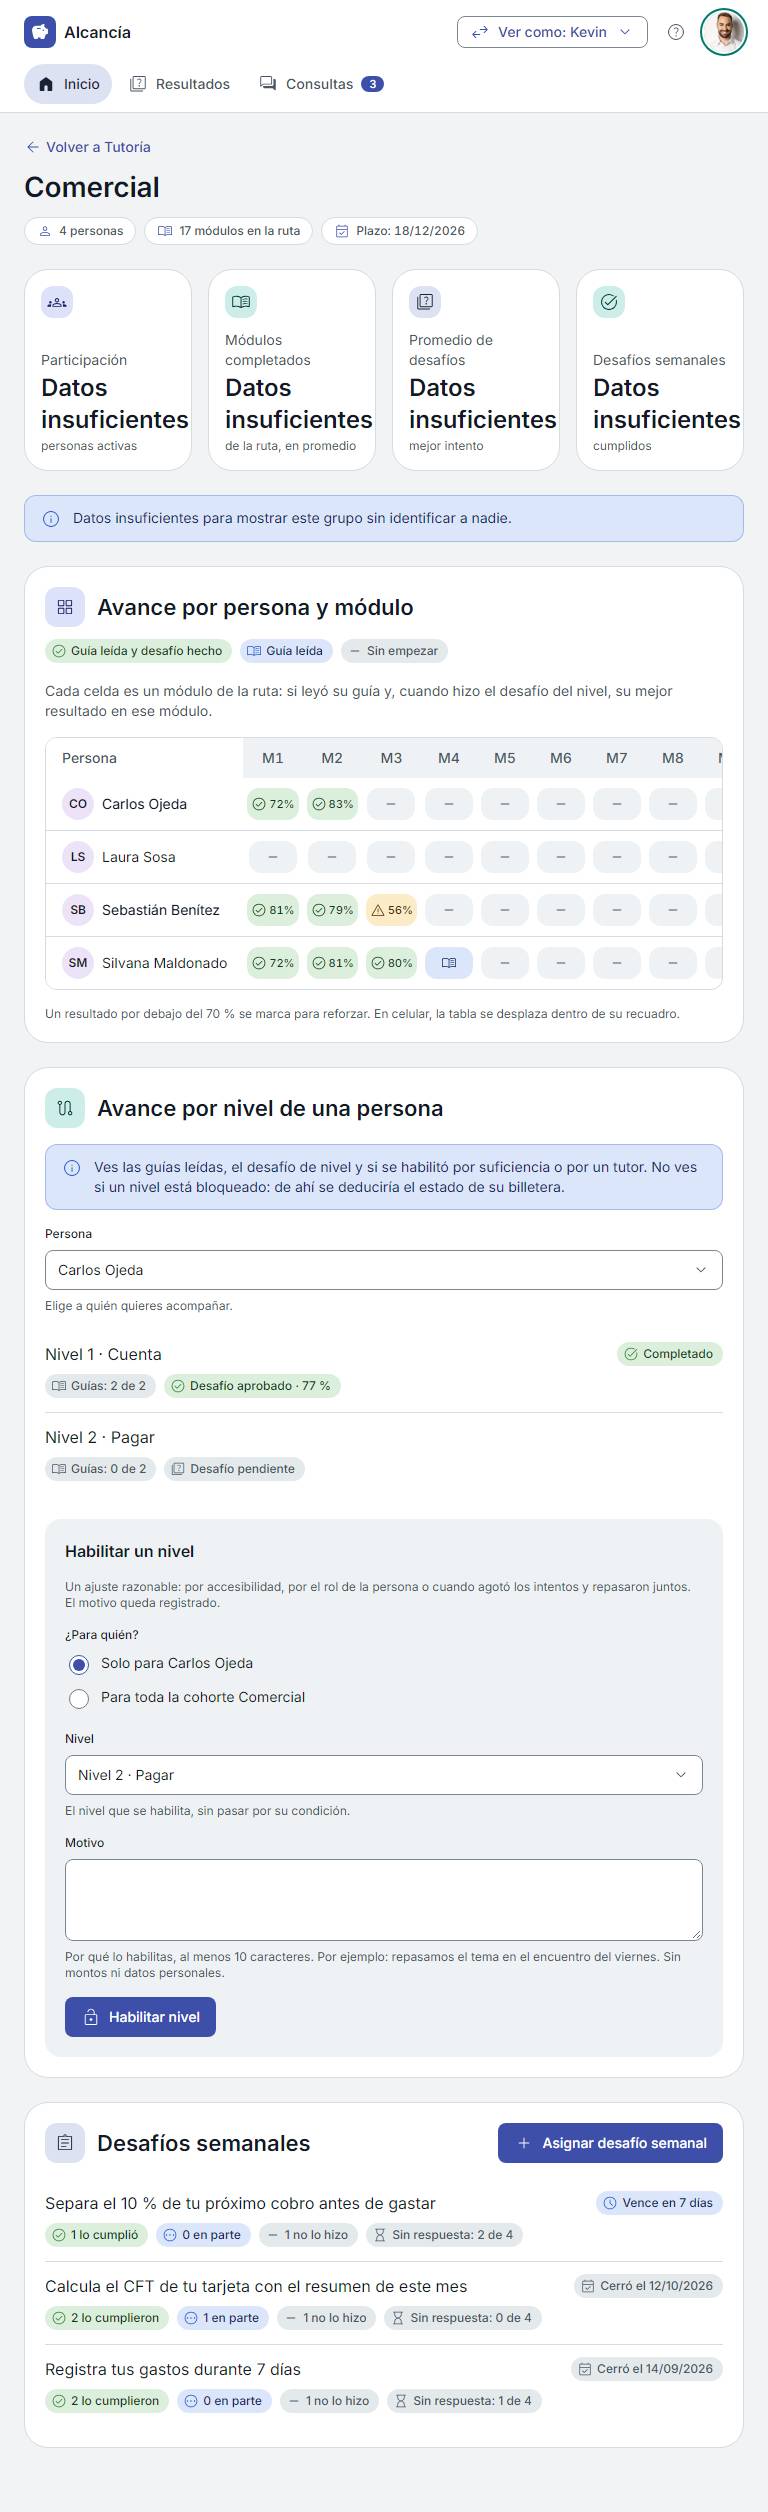 Alcancía
Ver como: Kevin
Inicio
Resultados
Consultas 3
Volver a Tutoría
Comercial
4 personas
17 módulos en la ruta
Plazo: 18/12/2026
Participación
Datos
insuficientes
personas activas
Módulos
completados
Datos
insuficientes
de la ruta, en promedio
Promedio de
desafíos
Datos
insuficientes
mejor intento
Desafíos semanales
Datos
insuficientes
cumplidos
Datos insuficientes para mostrar este grupo sin identificar a nadie.
Avance por persona y módulo
Guía leída y desafío hecho
Guía leída
Sin empezar
Cada celda es un módulo de la ruta: si leyó su guía y, cuando hizo el desafío del nivel, su mejor
resultado en ese módulo.
Persona M1 M2 M3 M4 M5 M6 M7 M8
CO Carlos Ojeda 72% 83% – – – – – –
LS Laura Sosa – – – – – – – –
SB Sebastián Benítez 81% 79% 56% – – – – –
SM Silvana Maldonado 72% 81% 80% – – – –
Un resultado por debajo del 70 % se marca para reforzar. En celular, la tabla se desplaza dentro de su recuadro.
Avance por nivel de una persona
Ves las guías leídas, el desafío de nivel y si se habilitó por suficiencia o por un tutor. No ves
si un nivel está bloqueado: de ahí se deduciría el estado de su billetera.
Persona
Carlos Ojeda
Elige a quién quieres acompañar.
Nivel 1 · Cuenta
Completado
Guías: 2 de 2
Desafío aprobado · 77 %
Nivel 2 · Pagar
Guías: 0 de 2
Desafío pendiente
Habilitar un nivel
Un ajuste razonable: por accesibilidad, por el rol de la persona o cuando agotó los intentos y repasaron juntos.
El motivo queda registrado.
¿Para quién?
Solo para Carlos Ojeda
Para toda la cohorte Comercial
Nivel
Nivel 2 · Pagar
El nivel que se habilita, sin pasar por su condición.
Motivo
Por qué lo habilitas, al menos 10 caracteres. Por ejemplo: repasamos el tema en el encuentro del viernes. Sin
montos ni datos personales.
Habilitar nivel
Desafíos semanales
Asignar desafío semanal
Separa el 10 % de tu próximo cobro antes de gastar
Vence en 7 días
1 lo cumplió
0 en parte
1 no lo hizo
Sin respuesta: 2 de 4
Calcula el CFT de tu tarjeta con el resumen de este mes
Cerró el 12/10/2026
2 lo cumplieron
1 en parte
1 no lo hizo
Sin respuesta: 0 de 4
Registra tus gastos durante 7 días
Cerró el 14/09/2026
2 lo cumplieron
0 en parte
1 no lo hizo
Sin respuesta: 1 de 4